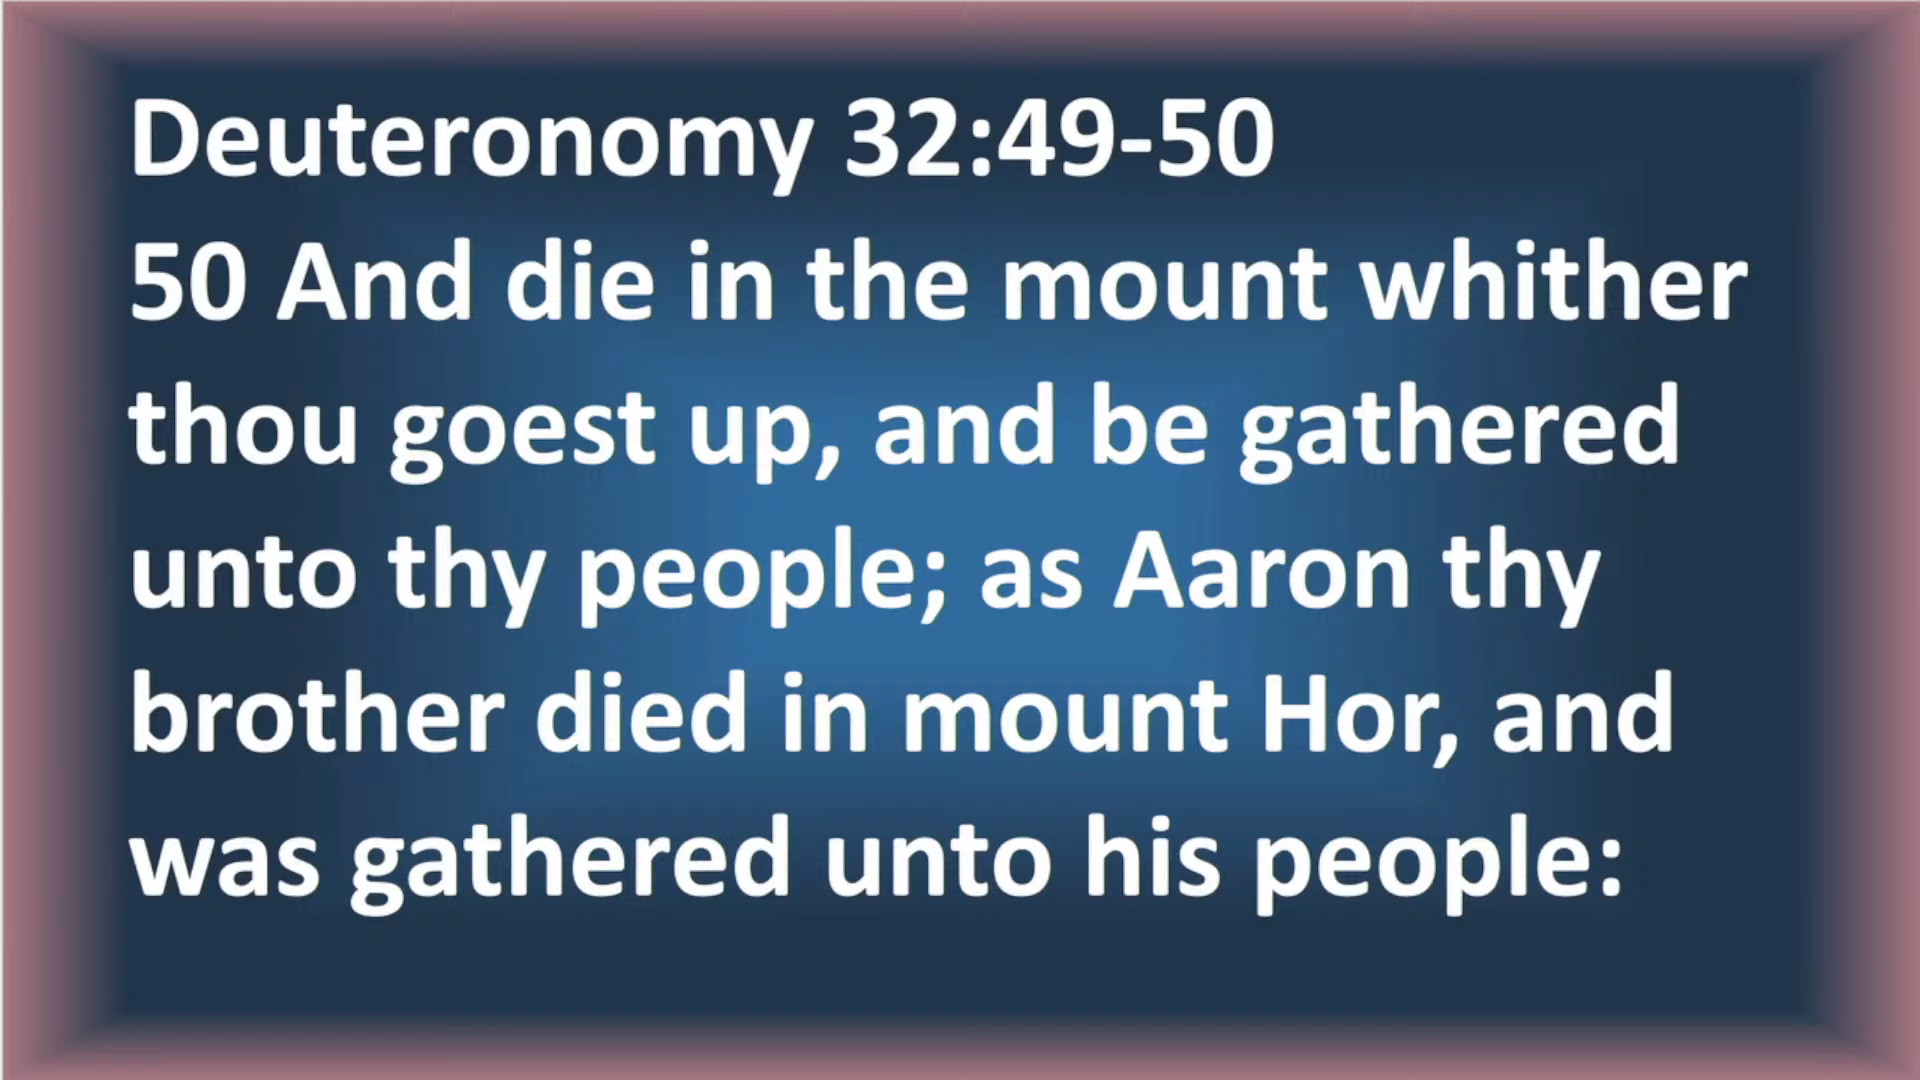 Deuteronomy 32:49-50
50 And die in the mount whither
thou goest up, and be gathered
unto thy people; as Aaron thy
brother died in mount Hor, and
was gathered unto his people: